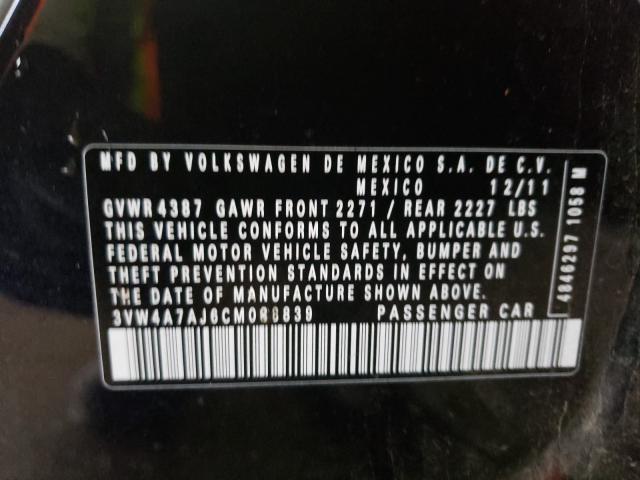 MFD BY VOLKSWAGEN DE MEXICO S.A. DE C.V.
MEXICO 12/11
GVWR 4387 GAWR FRONT 2271 / REAR 2227 LBS
THIS VEHICLE CONFORMS TO ALL APPLICABLE U.S.
FEDERAL MOTOR VEHICLE SAFETY, BUMPER AND
THEFT PREVENTION STANDARDS IN EFFECT ON
THE DATE OF MANUFACTURE SHOWN ABOVE.
PASSENGER CAR
4846297 1058 M